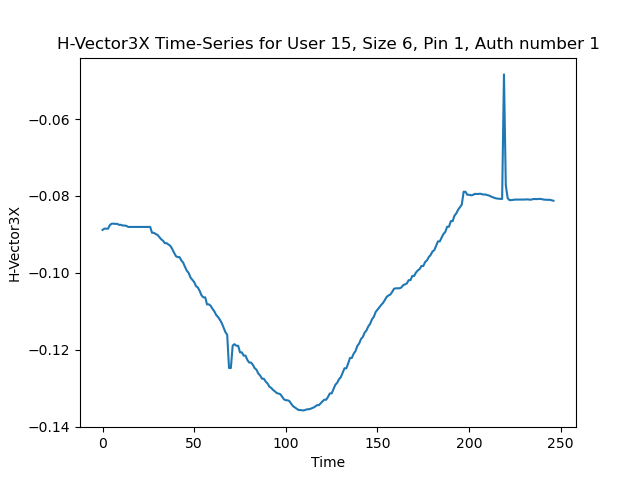 H-Vector3X Time-Series for User 15, Size 6, Pin 1, Auth number 1
H-Vector3X
−0.06
−0.08
−0.10
−0.12
−0.14
0 50 100 150 200 250
Time